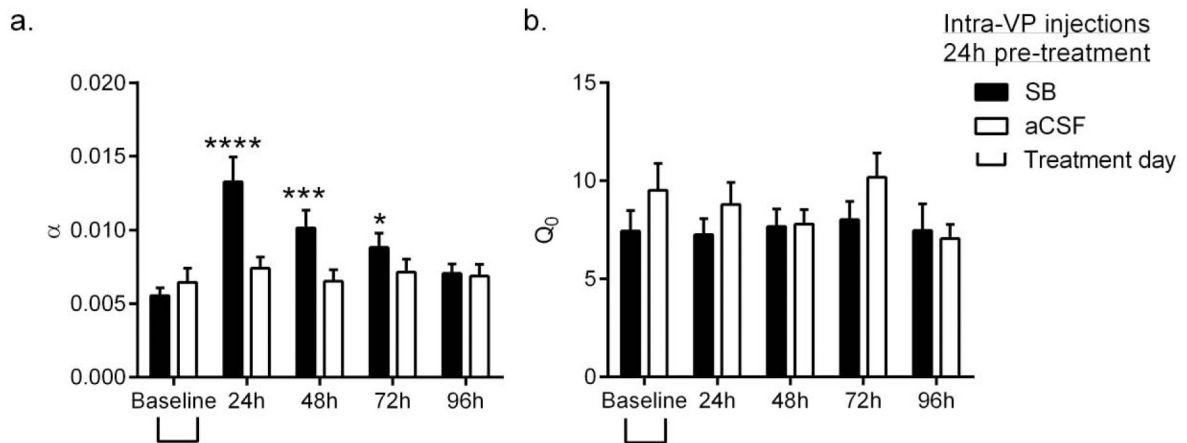 a.
b.
Intra-VP injections
24h pre-treatment
SB
aCSF
Treatment day
0.020
0.015
0.010
0.005
0.000
α
****
***
*
Baseline 24h 48h 72h 96h
15
10
5
0
Q₀
Baseline 24h 48h 72h 96h